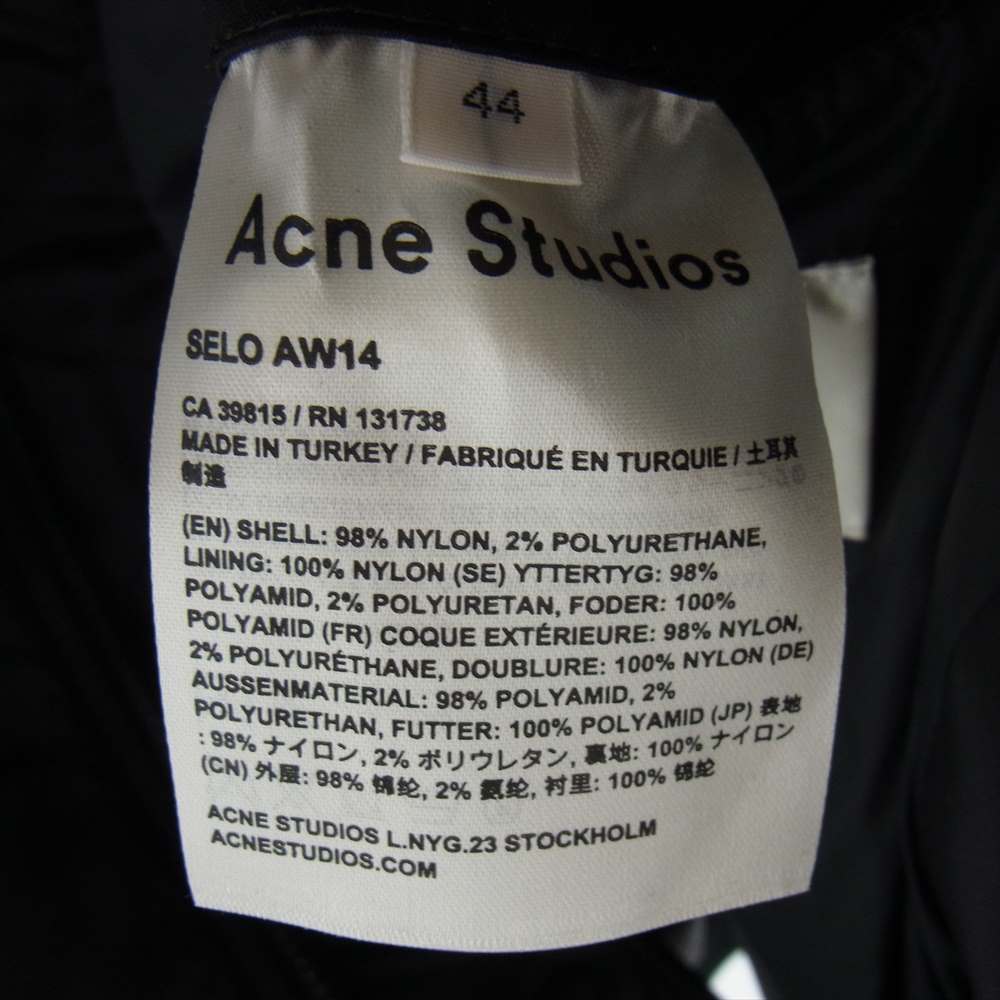 44
Acne Studios
SELO AW14
CA 39815 / RN 131738
MADE IN TURKEY / FABRIQUÉ EN TURQUIE / 土耳其
制造
(EN) SHELL: 98% NYLON, 2% POLYURETHANE,
LINING: 100% NYLON (SE) YTTERTYG: 98%
POLYAMID, 2% POLYURETAN, FODER: 100%
POLYAMID (FR) COQUE EXTÉRIEURE: 98% NYLON,
2% POLYURÉTHANE, DOUBLURE: 100% NYLON (DE)
AUSSENMATERIAL: 98% POLYAMID, 2%
POLYURETHAN, FUTTER: 100% POLYAMID (JP) 表地
: 98% ナイロン, 2% ポリウレタン, 裏地: 100% ナイロン
(CN) 外层: 98% 锦纶, 2% 氨纶, 衬里: 100% 锦纶
ACNE STUDIOS L.NYG.23 STOCKHOLM
ACNESTUDIOS.COM